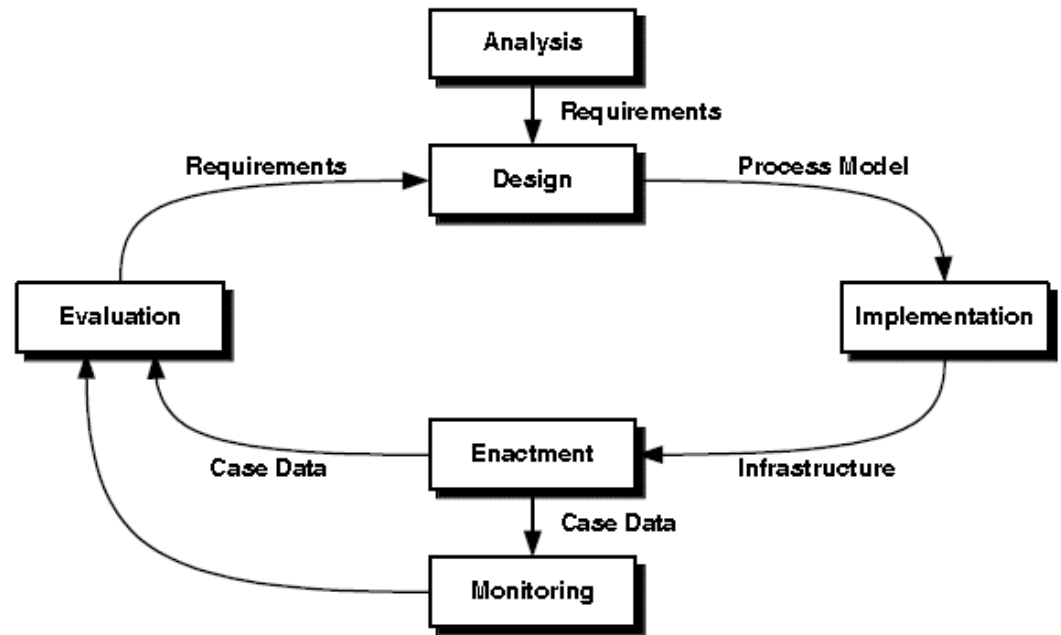 Analysis
Requirements
Requirements
Design
Process Model
Evaluation
Implementation
Enactment
Case Data
Infrastructure
Case Data
Monitoring